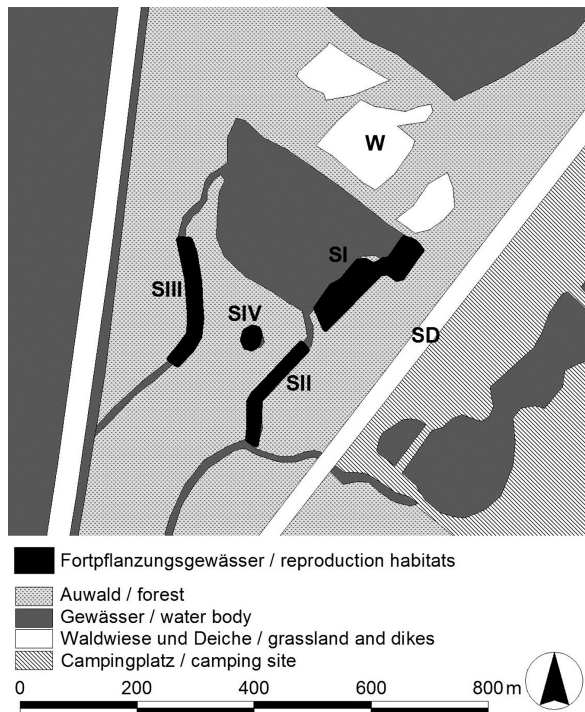 W
SI
SIII
SIV
SD
SII
Fortpflanzungsgewässer / reproduction habitats
Auwald / forest
Gewässer / water body
Waldwiese und Deiche / grassland and dikes
Campingplatz / camping site
0 200 400 600 800 m